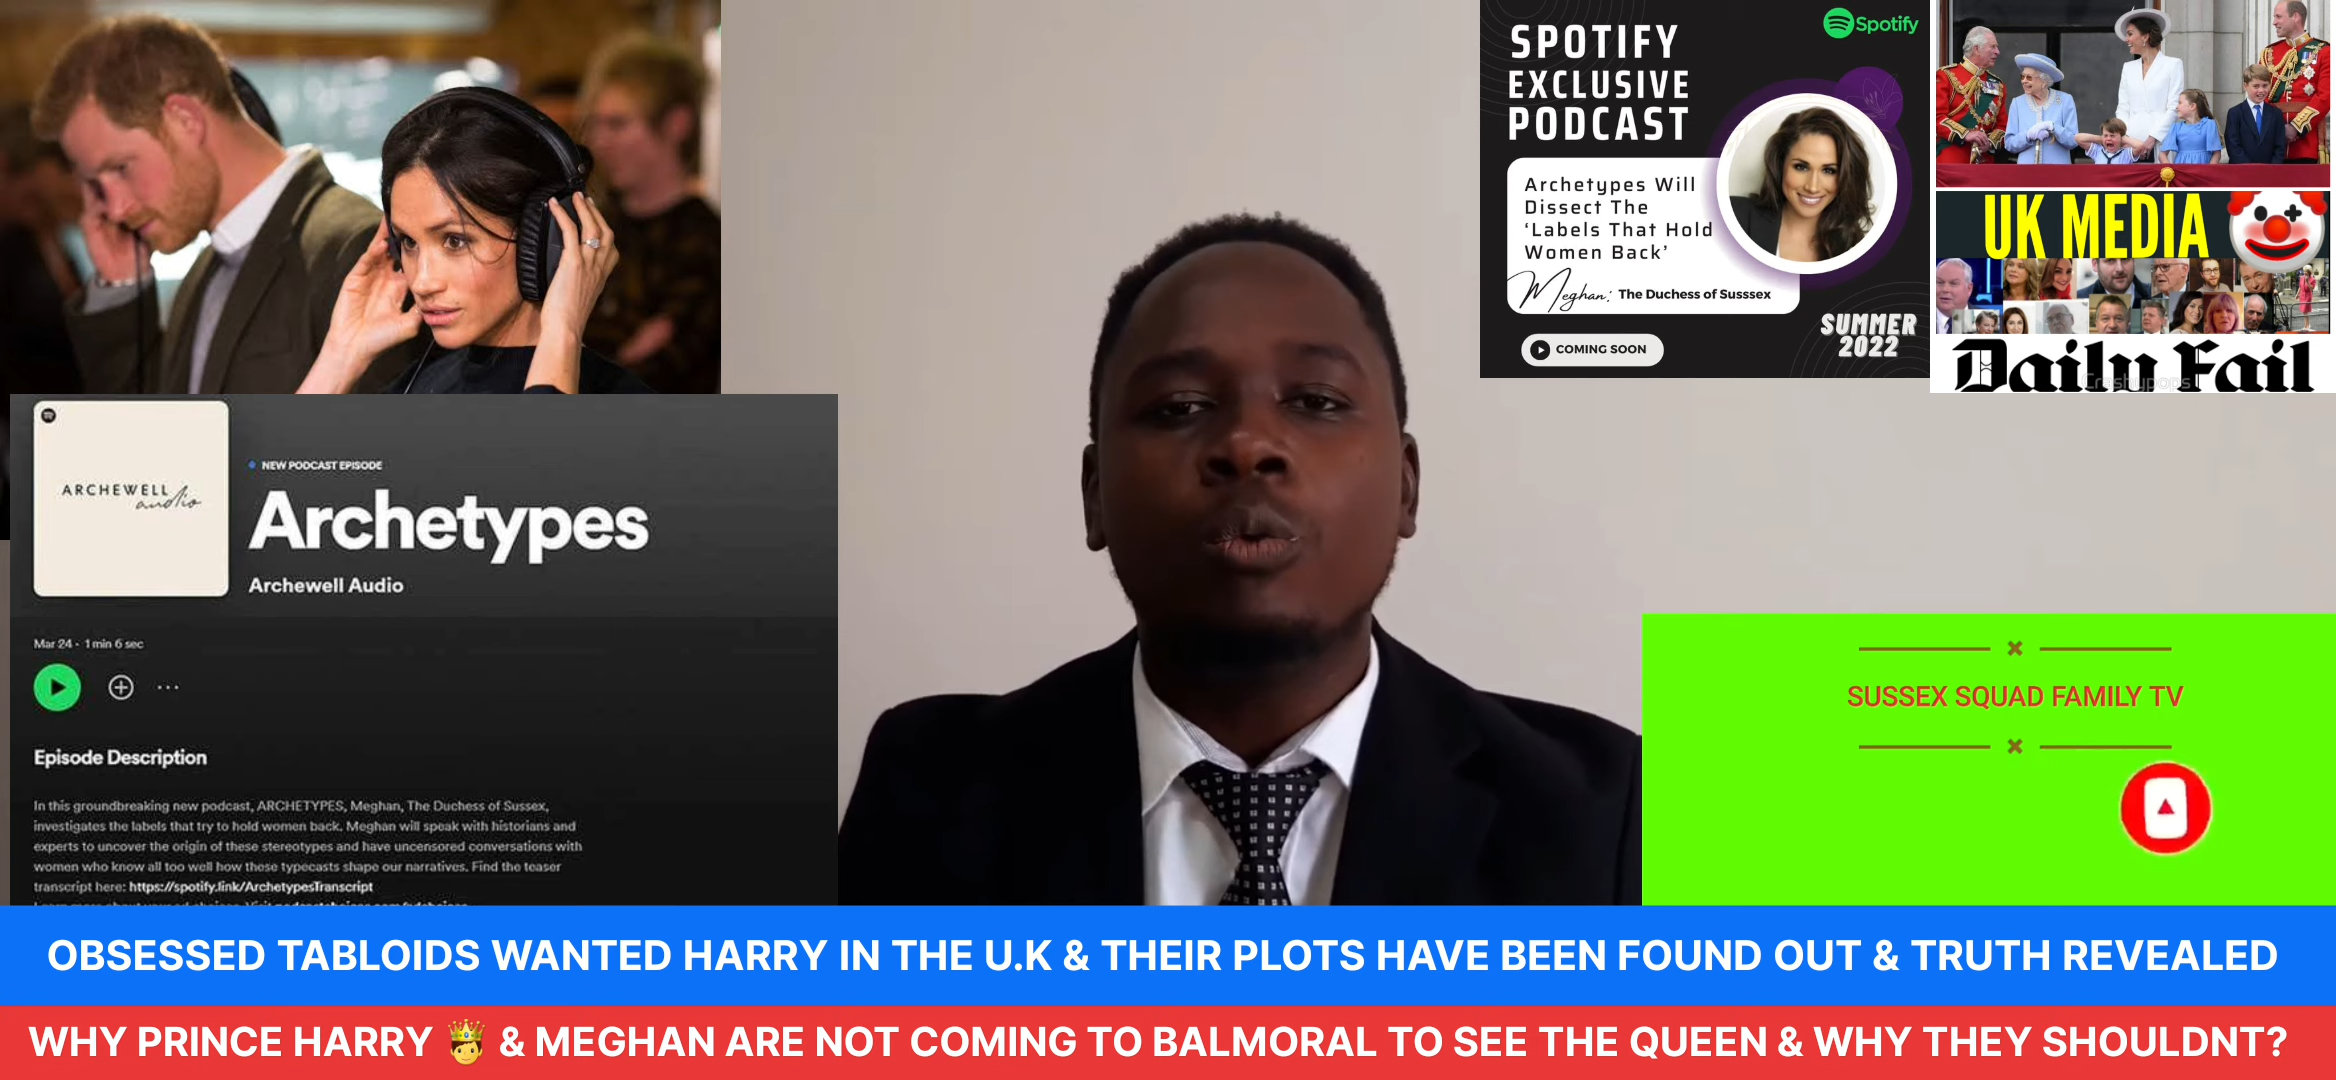 SPOTIFY
EXCLUSIVE
PODCAST
Spotify
Archetypes Will
Dissect The
‘Labels That Hold
Women Back’
Meghan: The Duchess of Susssex
COMING SOON
SUMMER
2022
UK MEDIA
Daily Fail
Crashypops
ARCHEWELL
audio
NEW PODCAST EPISODE
Archetypes
Archewell Audio
Mar 24 · 1 min 6 sec
Episode Description
In this groundbreaking new podcast, ARCHETYPES, Meghan, The Duchess of Sussex,
investigates the labels that try to hold women back. Meghan will speak with historians and
experts to uncover the origin of these stereotypes and have uncensored conversations with
women who know all too well how these typecasts shape our narratives. Find the teaser
transcript here: https://spotify.link/ArchetypesTranscript
SUSSEX SQUAD FAMILY TV
OBSESSED TABLOIDS WANTED HARRY IN THE U.K & THEIR PLOTS HAVE BEEN FOUND OUT & TRUTH REVEALED
WHY PRINCE HARRY 🤴 & MEGHAN ARE NOT COMING TO BALMORAL TO SEE THE QUEEN & WHY THEY SHOULDNT?